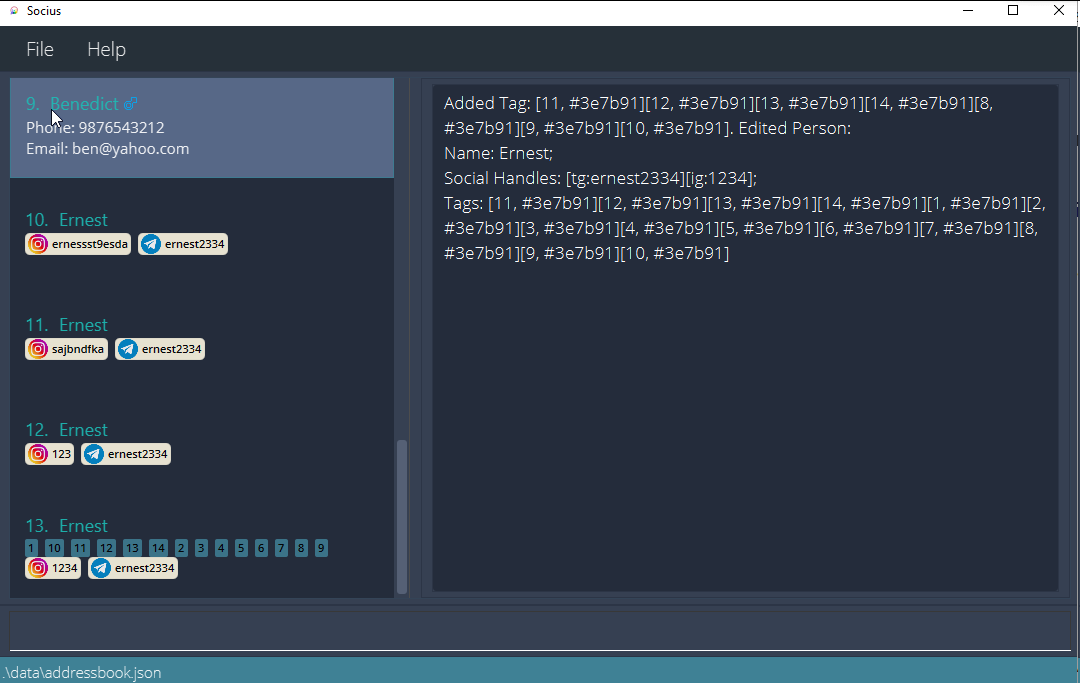 Socius
File Help
9. Benedict
Phone: 9876543212
Email: ben@yahoo.com
10. Ernest
ernessst9esda ernest2334
11. Ernest
sajbndfka ernest2334
12. Ernest
123 ernest2334
13. Ernest
1 10 11 12 13 14 2 3 4 5 6 7 8 9
1234 ernest2334
Added Tag: [11, #3e7b91][12, #3e7b91][13, #3e7b91][14, #3e7b91][8,
#3e7b91][9, #3e7b91][10, #3e7b91]. Edited Person:
Name: Ernest;
Social Handles: [tg:ernest2334][ig:1234];
Tags: [11, #3e7b91][12, #3e7b91][13, #3e7b91][14, #3e7b91][1, #3e7b91][2,
#3e7b91][3, #3e7b91][4, #3e7b91][5, #3e7b91][6, #3e7b91][7, #3e7b91][8,
#3e7b91][9, #3e7b91][10, #3e7b91]
.\data\addressbook.json